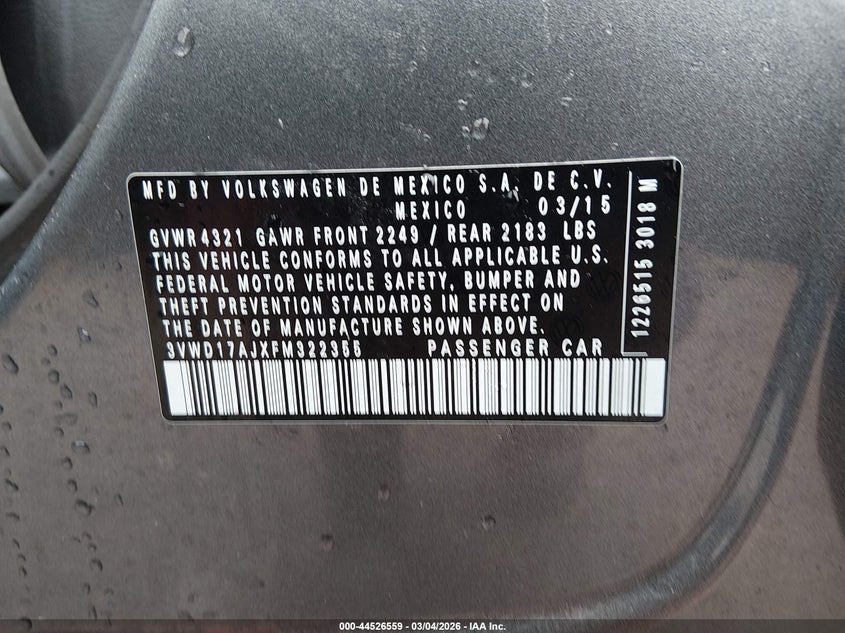 MFD BY VOLKSWAGEN DE MEXICO S.A. DE C.V.
MEXICO 03/15
GVWR 4321 GAWR FRONT 2249 / REAR 2183 LBS
THIS VEHICLE CONFORMS TO ALL APPLICABLE U.S.
FEDERAL MOTOR VEHICLE SAFETY, BUMPER AND
THEFT PREVENTION STANDARDS IN EFFECT ON
THE DATE OF MANUFACTURE SHOWN ABOVE.
3VWD17AJXFM322355 PASSENGER CAR
1226515 3018 M
000-44526559 — 03/04/2026 — IAA Inc.